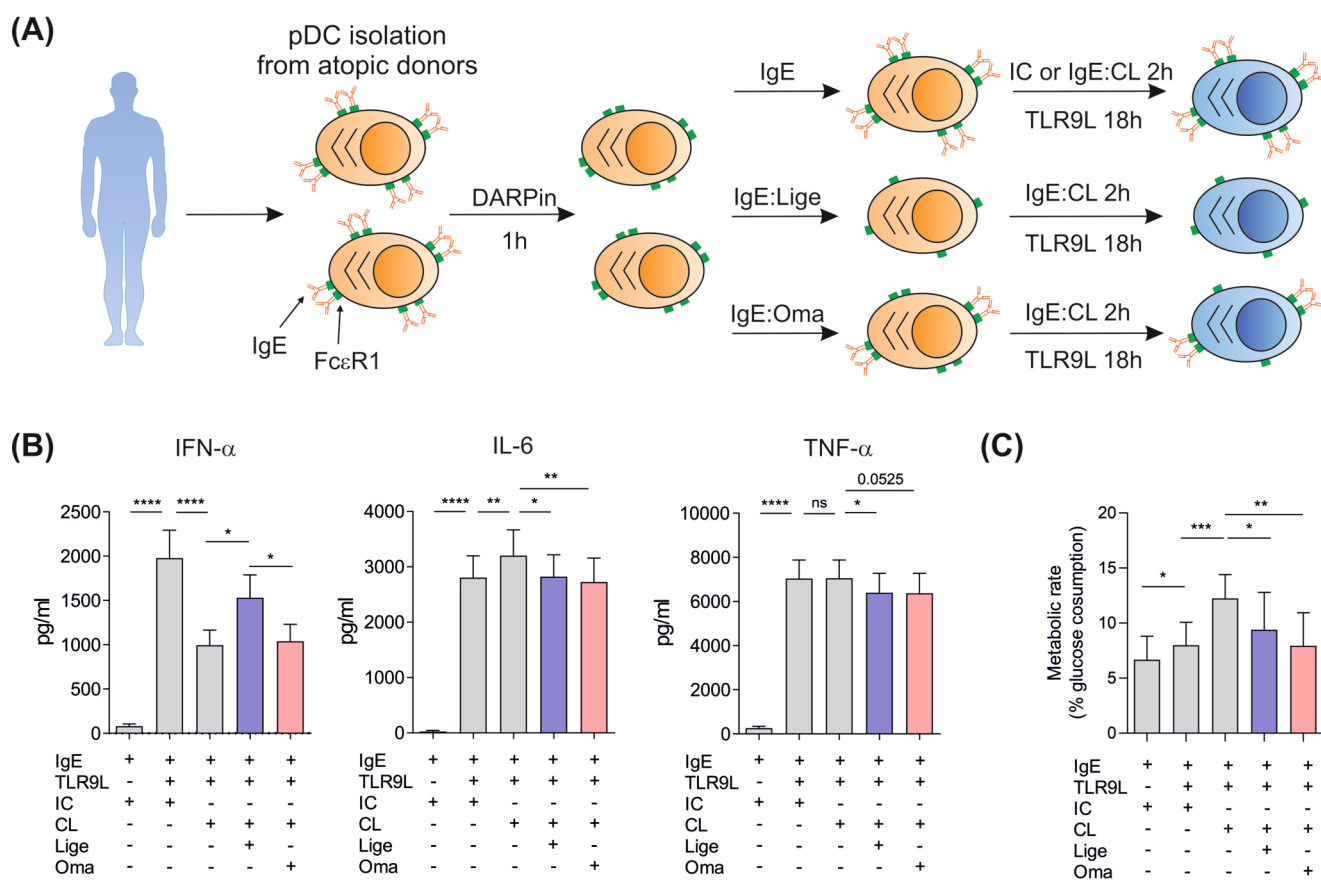 (A)
pDC isolation
from atopic donors
IgE
FcεR1
DARPin
1h
IgE
IC or IgE:CL 2h
TLR9L 18h
IgE:Lige
IgE:CL 2h
TLR9L 18h
IgE:Oma
IgE:CL 2h
TLR9L 18h
(B)
IFN-α
pg/ml
2500
2000
1500
1000
500
0
**** **** * *
IgE + + + + +
TLR9L - + + + +
IC + + - - -
CL - - + + +
Lige - - - + -
Oma - - - - +
IL-6
pg/ml
4000
3000
2000
1000
0
**
**** ** *
IgE + + + + +
TLR9L - + + + +
IC + + - - -
CL - - + + +
Lige - - - + -
Oma - - - - +
TNF-α
pg/ml
10000
8000
6000
4000
2000
0
0.0525
**** ns *
IgE + + + + +
TLR9L - + + + +
IC + + - - -
CL - - + + +
Lige - - - + -
Oma - - - - +
(C)
Metabolic rate
(% glucose cosumption)
20
15
10
5
0
**
*** *
*
IgE + + + + +
TLR9L - + + + +
IC + + - - -
CL - - + + +
Lige - - - + -
Oma - - - - +